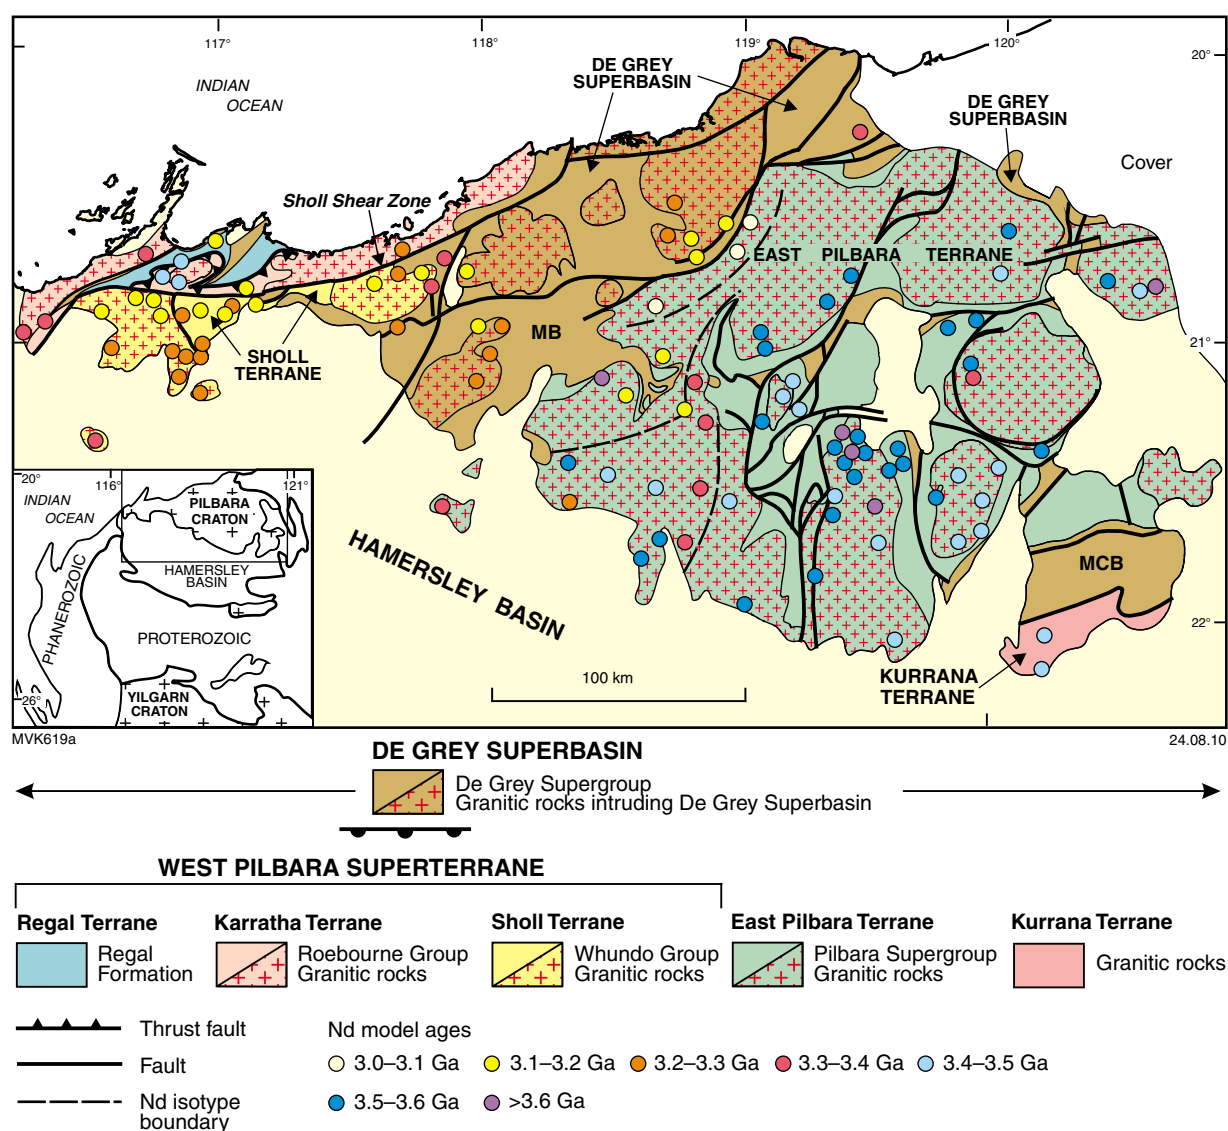 117°
118°
119°
120°
20°
INDIAN
OCEAN
DE GREY
SUPERBASIN
DE GREY
SUPERBASIN
Cover
Sholl Shear Zone
EAST PILBARA TERRANE
MB
21°
SHOLL
TERRANE
HAMERSLEY BASIN
MCB
22°
KURRANA
TERRANE
100 km
20°
116°
121°
INDIAN
OCEAN
PILBARA
CRATON
HAMERSLEY
BASIN
PHANEROZOIC
PROTEROZOIC
26°
YILGARN
CRATON
MVK619a
24.08.10
DE GREY SUPERBASIN
De Grey Supergroup
Granitic rocks intruding De Grey Superbasin
WEST PILBARA SUPERTERRANE
Regal Terrane
Karratha Terrane
Sholl Terrane
East Pilbara Terrane
Kurrana Terrane
Regal
Formation
Roebourne Group
Granitic rocks
Whundo Group
Granitic rocks
Pilbara Supergroup
Granitic rocks
Granitic rocks
Thrust fault
Nd model ages
Fault
3.0–3.1 Ga
3.1–3.2 Ga
3.2–3.3 Ga
3.3–3.4 Ga
3.4–3.5 Ga
Nd isotype
boundary
3.5–3.6 Ga
>3.6 Ga